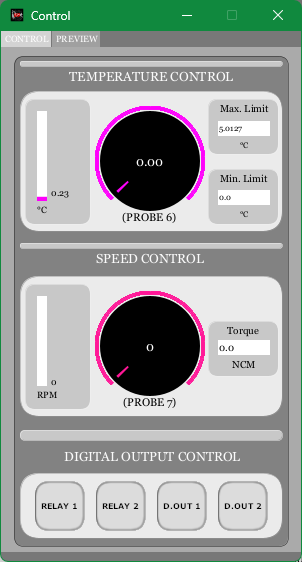 Control
CONTROL PREVIEW
TEMPERATURE CONTROL
0.23
°C
0.00
(PROBE 6)
Max. Limit
5.0127
°C
Min. Limit
0.0
°C
SPEED CONTROL
0
RPM
0
(PROBE 7)
Torque
0.0
NCM
DIGITAL OUTPUT CONTROL
RELAY 1 RELAY 2 D.OUT 1 D.OUT 2